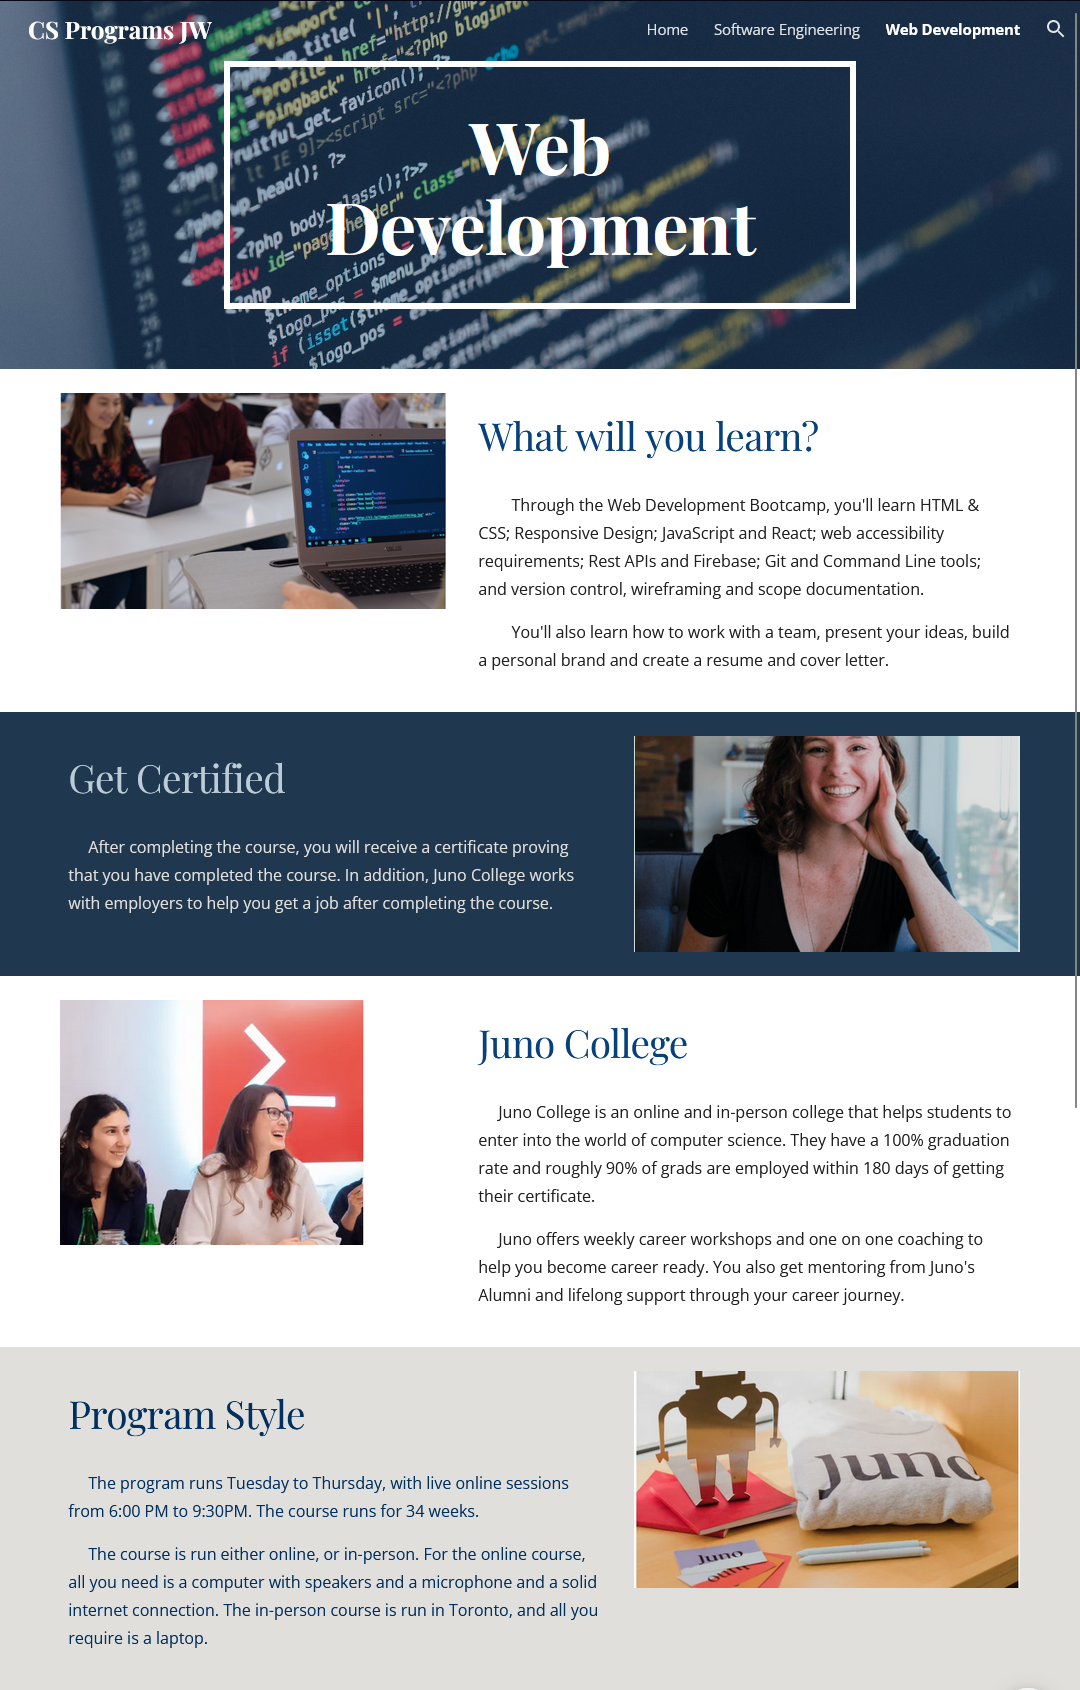 CS Programs JW
Home
Software Engineering
Web Development
Web
Development
What will you learn?
Through the Web Development Bootcamp, you'll learn HTML &
CSS; Responsive Design; JavaScript and React; web accessibility
requirements; Rest APIs and Firebase; Git and Command Line tools;
and version control, wireframing and scope documentation.
You'll also learn how to work with a team, present your ideas, build
a personal brand and create a resume and cover letter.
Get Certified
After completing the course, you will receive a certificate proving
that you have completed the course. In addition, Juno College works
with employers to help you get a job after completing the course.
Juno College
Juno College is an online and in-person college that helps students to
enter into the world of computer science. They have a 100% graduation
rate and roughly 90% of grads are employed within 180 days of getting
their certificate.
Juno offers weekly career workshops and one on one coaching to
help you become career ready. You also get mentoring from Juno's
Alumni and lifelong support through your career journey.
Program Style
The program runs Tuesday to Thursday, with live online sessions
from 6:00 PM to 9:30PM. The course runs for 34 weeks.
The course is run either online, or in-person. For the online course,
all you need is a computer with speakers and a microphone and a solid
internet connection. The in-person course is run in Toronto, and all you
require is a laptop.
juno
Juno